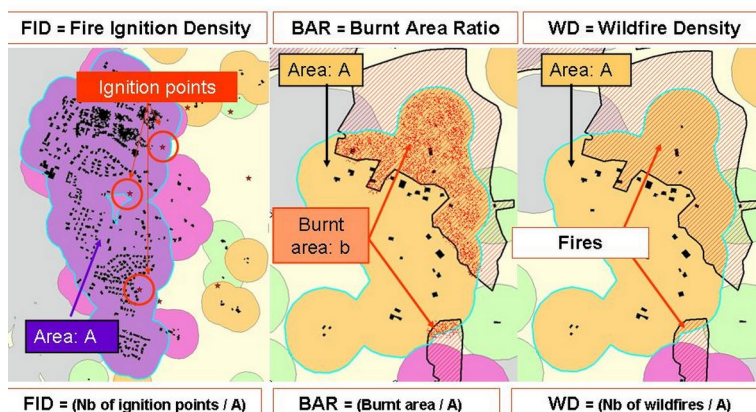 FID = Fire Ignition Density
BAR = Burnt Area Ratio
WD = Wildfire Density
Ignition points
Area: A
Area: A
Area: A
Burnt
area: b
Fires
FID = (Nb of ignition points / A)
BAR = (Burnt area / A)
WD = (Nb of wildfires / A)